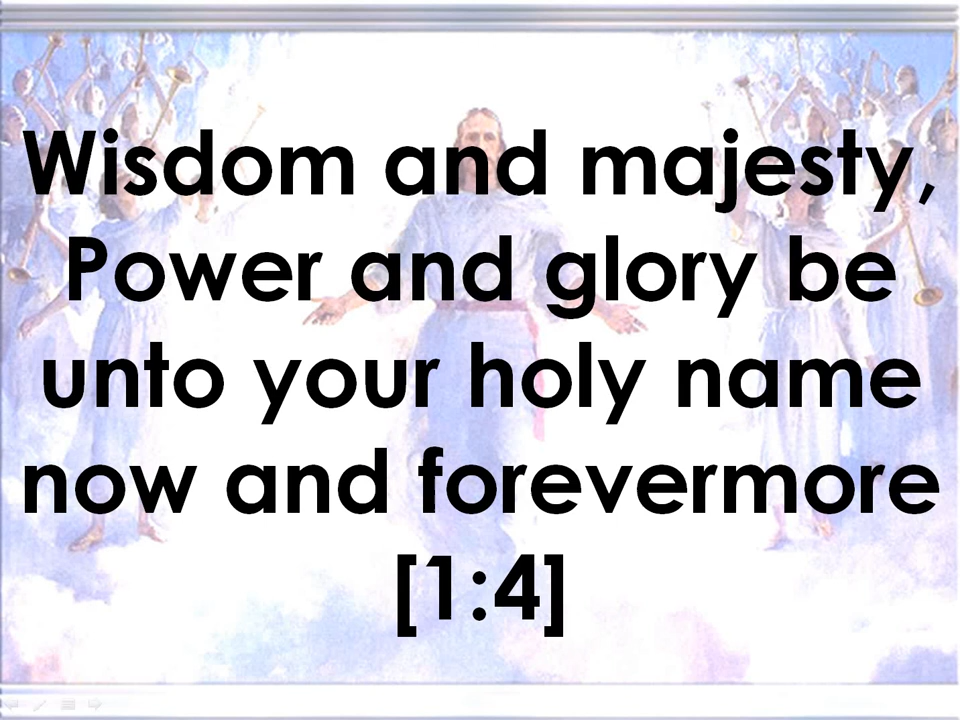 Wisdom and majesty,
Power and glory be
unto your holy name
now and forevermore
[1:4]